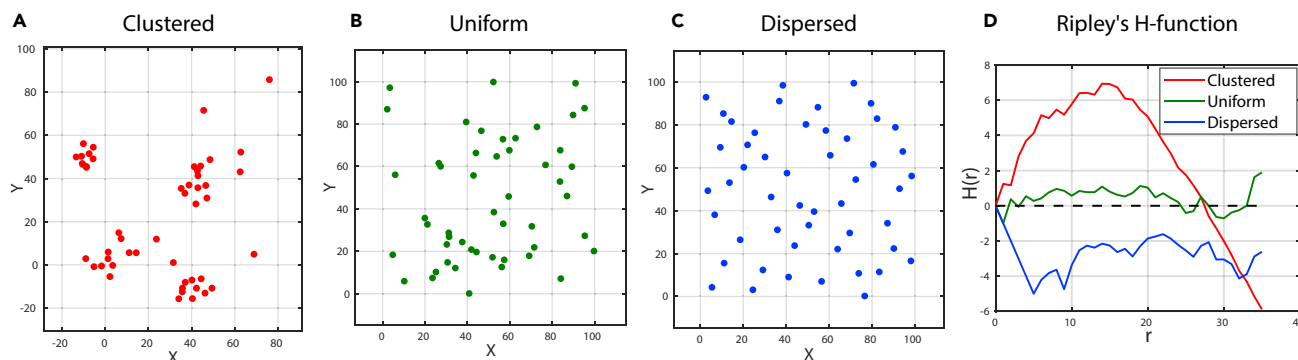 A Clustered
100
80
60
40
20
0
-20
Y
-20 0 20 40 60 80
X
B Uniform
100
80
60
40
20
0
Y
0 20 40 60 80 100
X
C Dispersed
100
80
60
40
20
0
Y
0 20 40 60 80 100
X
D Ripley's H-function
8
6
4
2
0
-2
-4
-6
H(r)
Clustered
Uniform
Dispersed
0 10 20 30 40
r